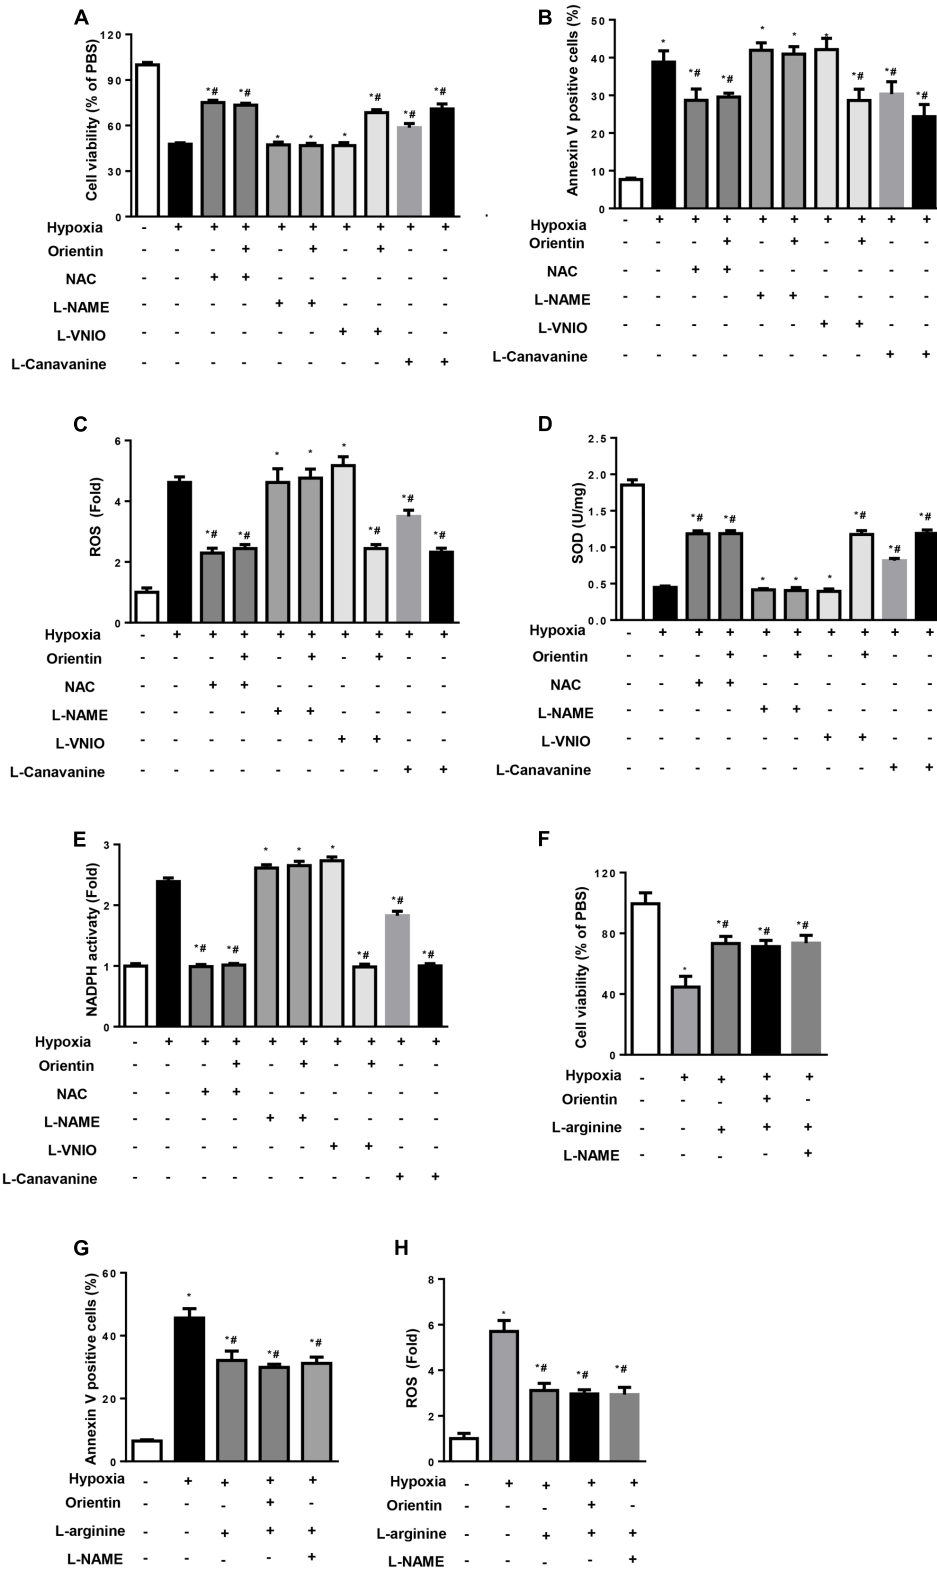 A
Cell viability (% of PBS)
120
90
60
30
0
*# *# * * * *# *# *#
Hypoxia - + + + + + + + + +
Orientin - - - + - + - + - -
NAC - - + + - - - - - -
L-NAME - - - - + + - - - -
L-VNIO - - - - - - + + - -
L-Canavanine - - - - - - - - + +
B
Annexin V positive cells (%)
50
40
30
20
10
0
* *# *# * * * *# *# *#
Hypoxia - + + + + + + + + +
Orientin - - - + - + - + - -
NAC - - + + - - - - - -
L-NAME - - - - + + - - - -
L-VNIO - - - - - - + + - -
L-Canavanine - - - - - - - - + +
C
ROS (Fold)
6
4
2
0
*# *# * * * *# *# *#
Hypoxia - + + + + + + + + +
Orientin - - - + - + - + - -
NAC - - + + - - - - - -
L-NAME - - - - + + - - - -
L-VNIO - - - - - - + + - -
L-Canavanine - - - - - - - - + +
D
SOD (U/mg)
2.5
2.0
1.5
1.0
0.5
0.0
*# *# * * * *# *# *#
Hypoxia - + + + + + + + + +
Orientin - - - + - + - + - -
NAC - - + + - - - - - -
L-NAME - - - - + + - - - -
L-VNIO - - - - - - + + - -
L-Canavanine - - - - - - - - + +
E
NADPH activaty (Fold)
3
2
1
0
*# *# * * * *# *# *#
Hypoxia - + + + + + + + + +
Orientin - - - + - + - + - -
NAC - - + + - - - - - -
L-NAME - - - - + + - - - -
L-VNIO - - - - - - + + - -
L-Canavanine - - - - - - - - + +
F
Cell viability (% of PBS)
120
80
40
0
* *# *# *#
Hypoxia - + + + +
Orientin - - - + -
L-arginine - - + + +
L-NAME - - - - +
G
Annexin V positive cells (%)
60
40
20
0
* *# *# *#
Hypoxia - + + + +
Orientin - - - + -
L-arginine - - + + +
L-NAME - - - - +
H
ROS (Fold)
8
6
4
2
0
* *# *# *#
Hypoxia - + + + +
Orientin - - - + -
L-arginine - - + + +
L-NAME - - - - +